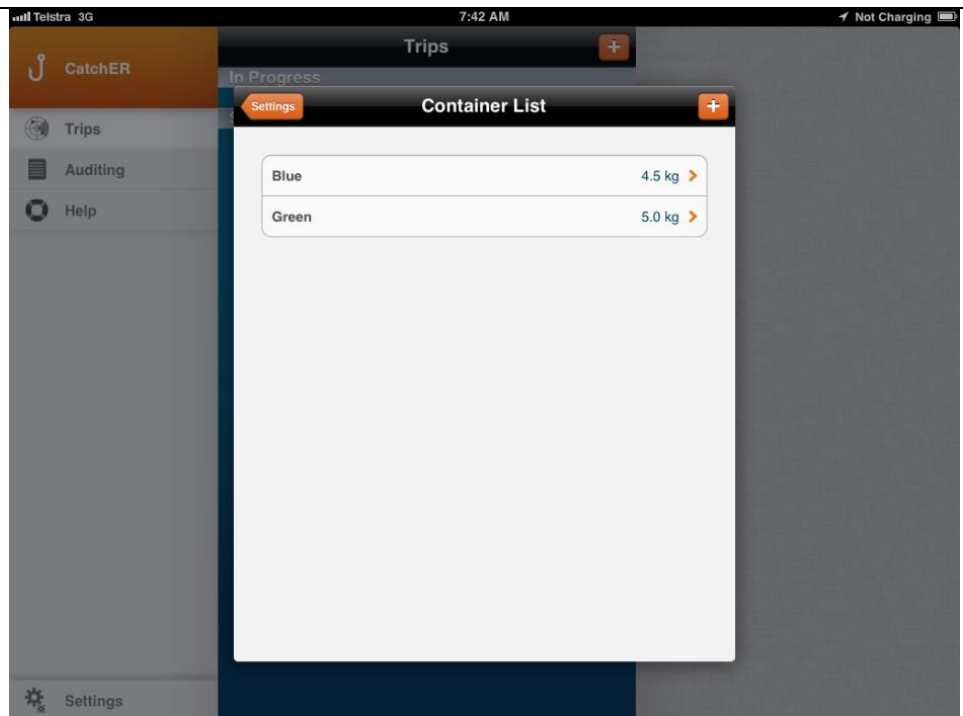 Telstra 3G 7:42 AM Not Charging
CatchER
Trips
In Progress
Settings Container List
Trips
Auditing
Help
Blue 4.5 kg
Green 5.0 kg
Settings